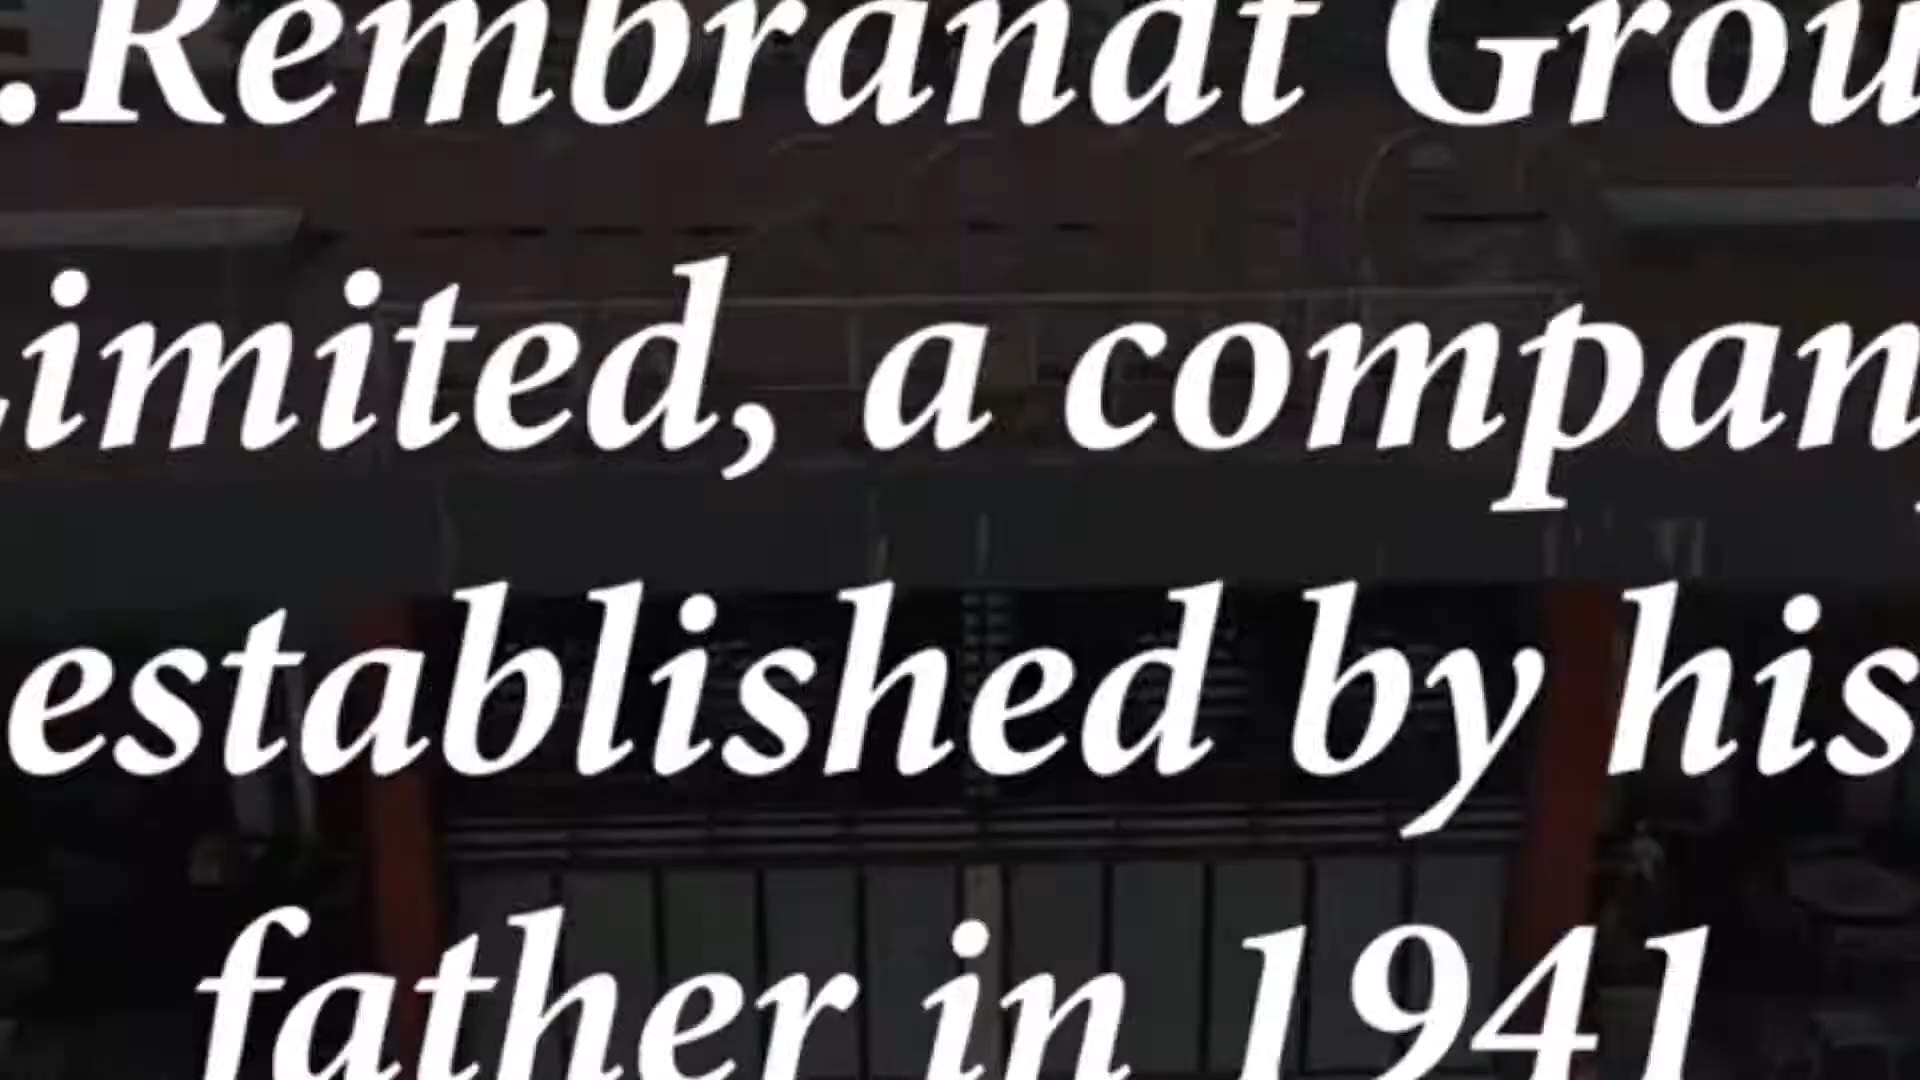 .Rembrandt Grou
imited, a compan
established by his
father in 1941